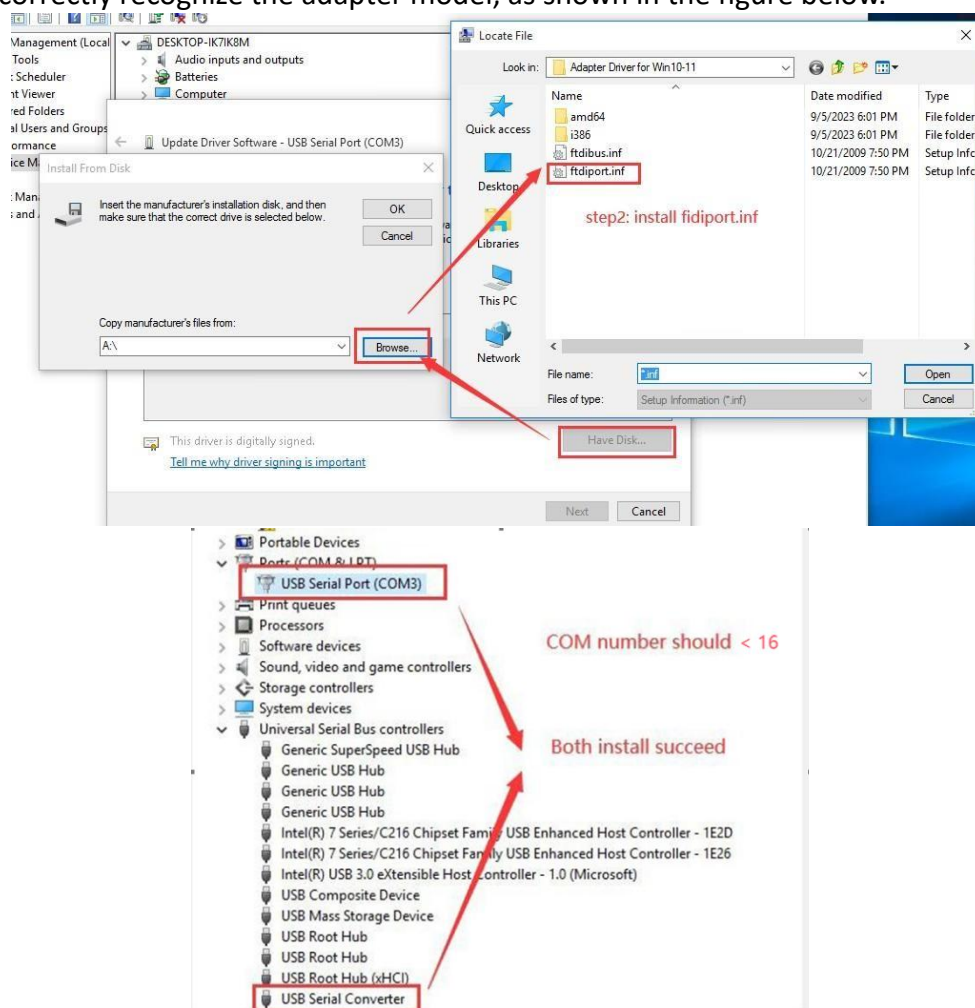 correctly recognize the adapter model, as shown in the figure below.
Management (Local
Tools
Scheduler
nt Viewer
red Folders
al Users and Groups
ormance
ice M
Man
and
DESKTOP-IK7IK8M
Audio inputs and outputs
Batteries
Computer
Update Driver Software - USB Serial Port (COM3)
Install From Disk
Insert the manufacturer's installation disk, and then
make sure that the correct drive is selected below.
OK
Cancel
Copy manufacturer's files from:
A:\
Browse...
This driver is digitally signed.
Tell me why driver signing is important
Have Disk...
Next
Cancel
Locate File
Look in:
Adapter Driver for Win10-11
Quick access
Desktop
Libraries
This PC
Network
Name
Date modified
Type
amd64
9/5/2023 6:01 PM
File folder
i386
9/5/2023 6:01 PM
File folder
ftdibus.inf
10/21/2009 7:50 PM
Setup Infc
ftdiport.inf
10/21/2009 7:50 PM
Setup Infc
step2: install fidiport.inf
File name:
*.inf
Open
Files of type:
Setup Information (*.inf)
Cancel
Portable Devices
Ports (COM & LPT)
USB Serial Port (COM3)
Print queues
Processors
Software devices
Sound, video and game controllers
Storage controllers
System devices
Universal Serial Bus controllers
Generic SuperSpeed USB Hub
Generic USB Hub
Generic USB Hub
Generic USB Hub
Intel(R) 7 Series/C216 Chipset Family USB Enhanced Host Controller - 1E2D
Intel(R) 7 Series/C216 Chipset Family USB Enhanced Host Controller - 1E26
Intel(R) USB 3.0 eXtensible Host Controller - 1.0 (Microsoft)
USB Composite Device
USB Mass Storage Device
USB Root Hub
USB Root Hub
USB Root Hub (xHCI)
USB Serial Converter
COM number should < 16
Both install succeed